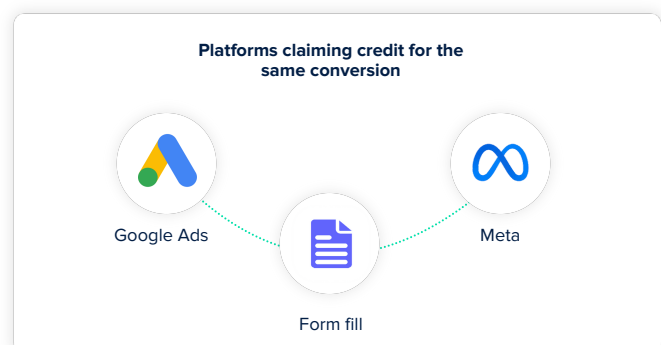 Platforms claiming credit for the
same conversion
Google Ads
Meta
Form fill